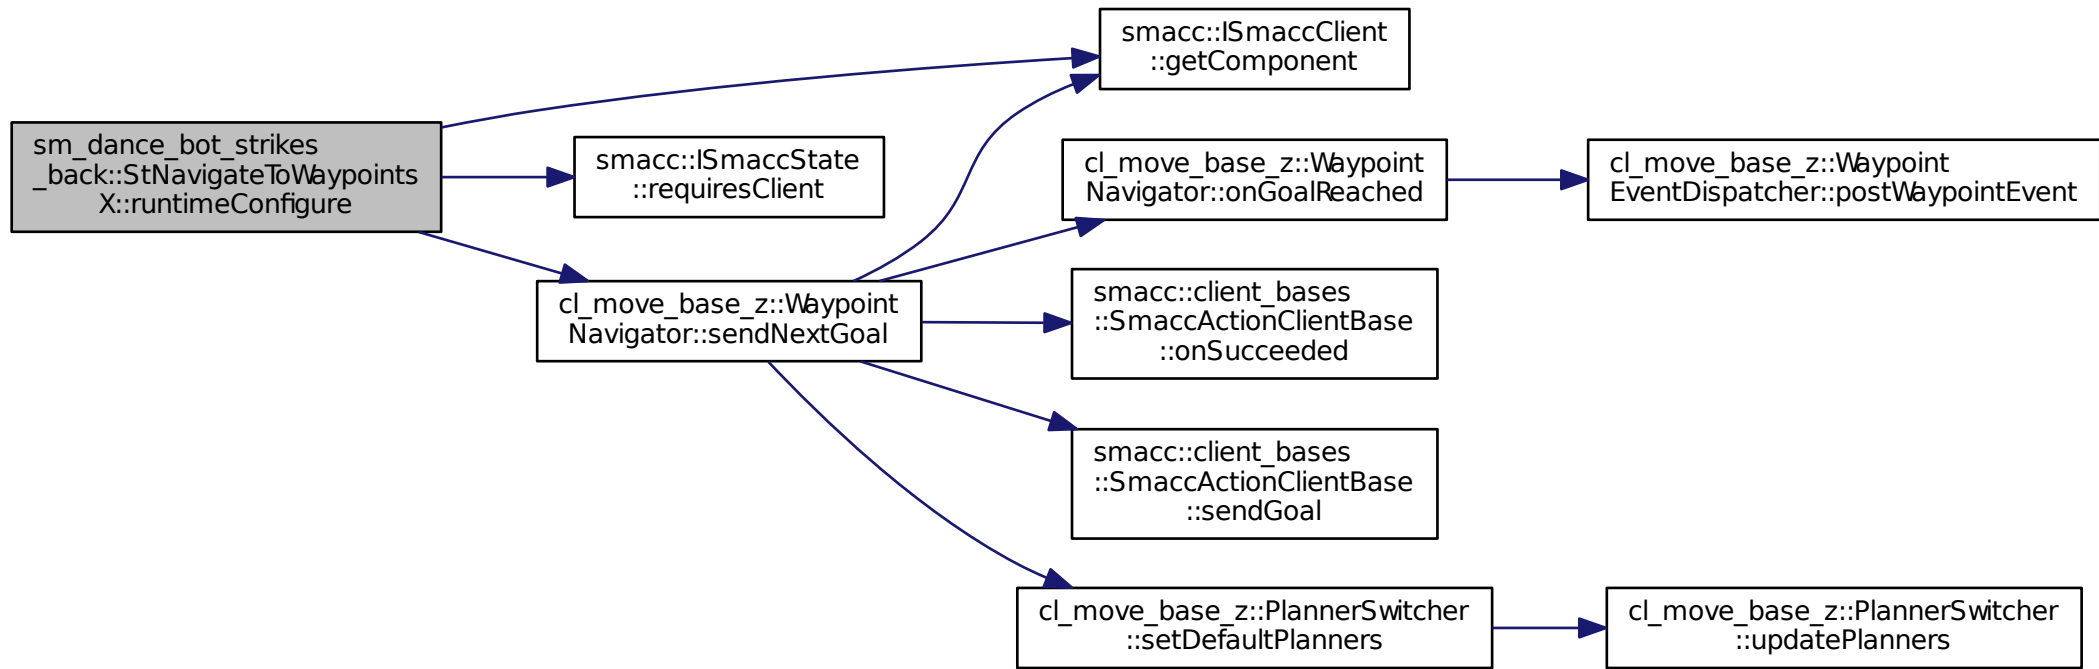 smacc::ISmaccClient
::getComponent
sm_dance_bot_strikes
_back::StNavigateToWaypoints
X::runtimeConfigure
smacc::ISmaccState
::requiresClient
cl_move_base_z::Waypoint
Navigator::onGoalReached
cl_move_base_z::Waypoint
EventDispatcher::postWaypointEvent
cl_move_base_z::Waypoint
Navigator::sendNextGoal
smacc::client_bases
::SmaccActionClientBase
::onSucceeded
smacc::client_bases
::SmaccActionClientBase
::sendGoal
cl_move_base_z::PlannerSwitcher
::setDefaultPlanners
cl_move_base_z::PlannerSwitcher
::updatePlanners